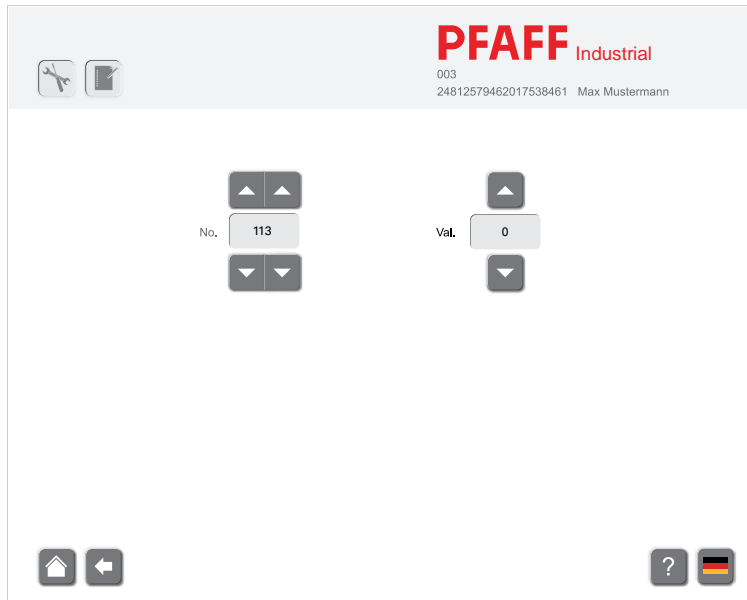 PFAFF Industrial
003
24812579462017538461 Max Mustermann
No. 113
Val. 0
?